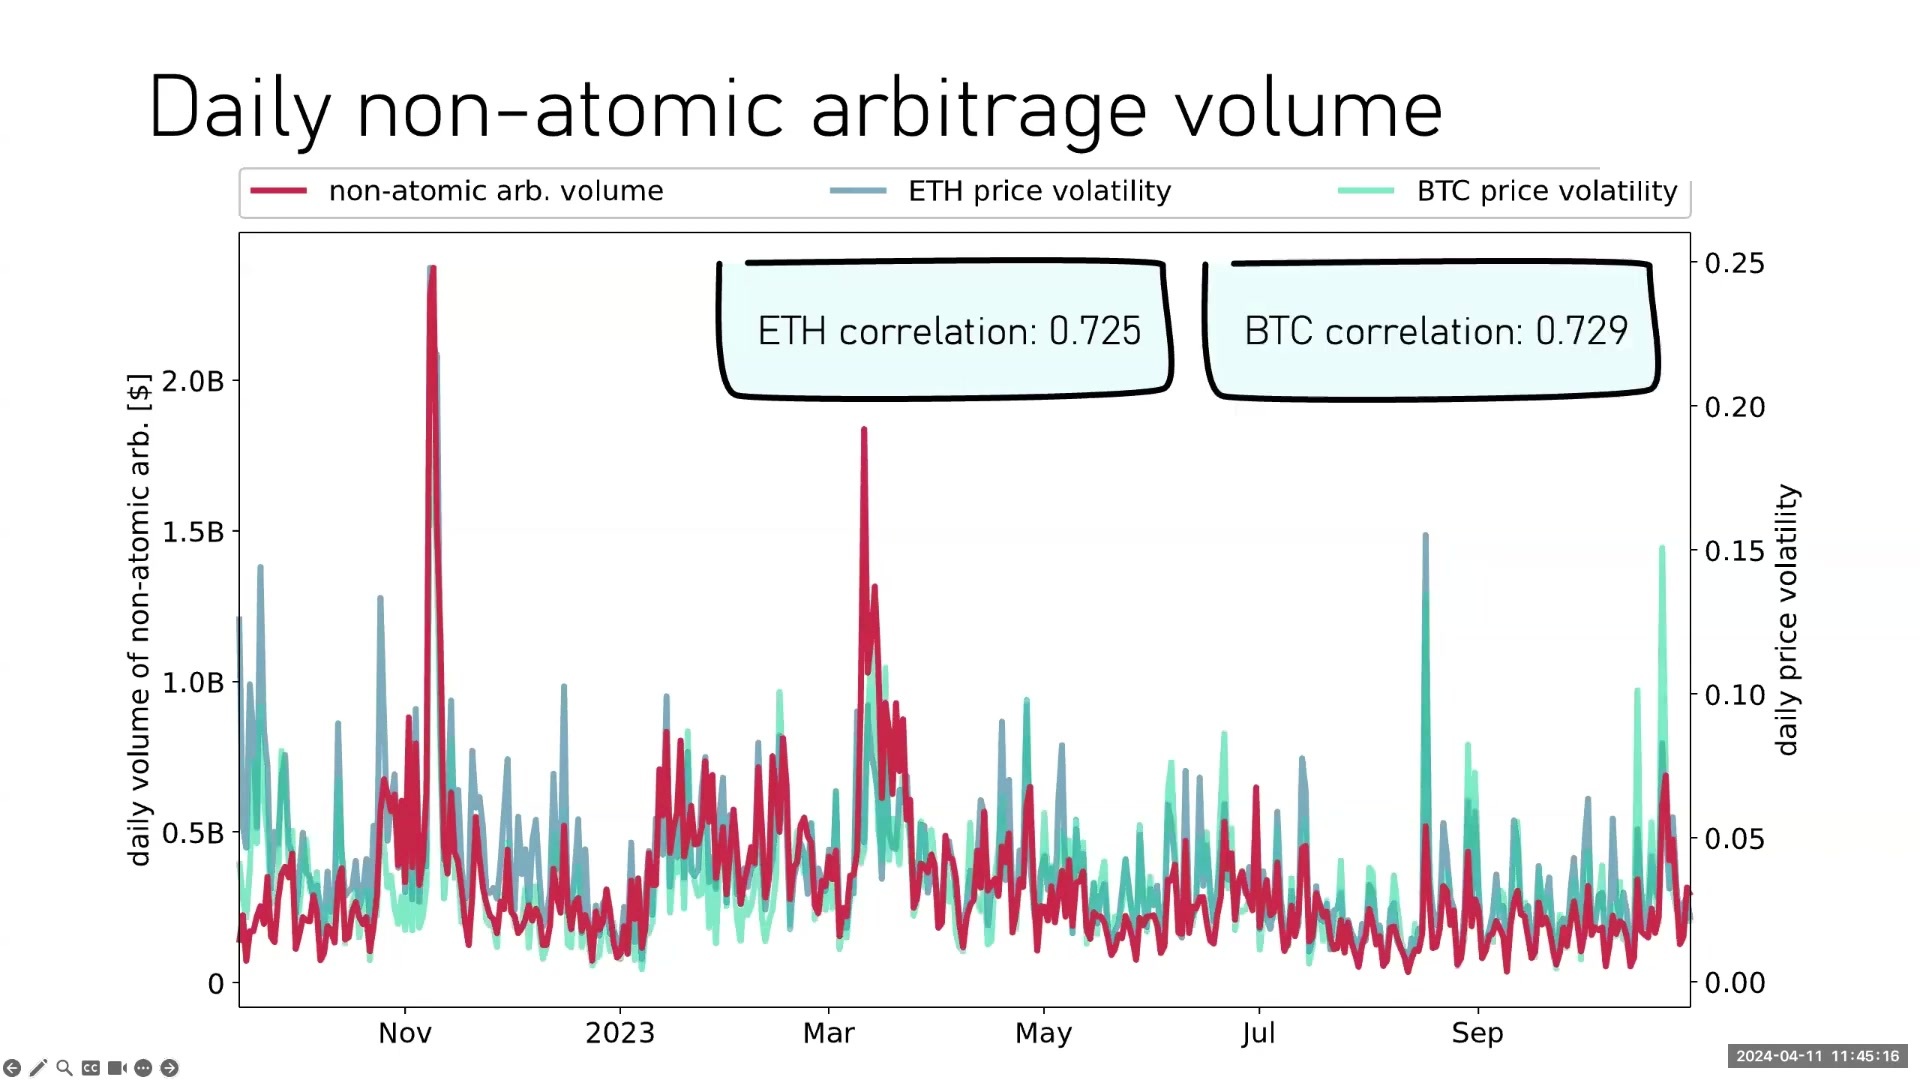 Daily non-atomic arbitrage volume
non-atomic arb. volume
ETH price volatility
BTC price volatility
ETH correlation: 0.725
BTC correlation: 0.729
daily volume of non-atomic arb. [$]
2.0B
1.5B
1.0B
0.5B
0
0.25
0.20
0.15
0.10
0.05
0.00
daily price volatility
Nov
2023
Mar
May
Jul
Sep
CC
2024-04-11 11:45:16